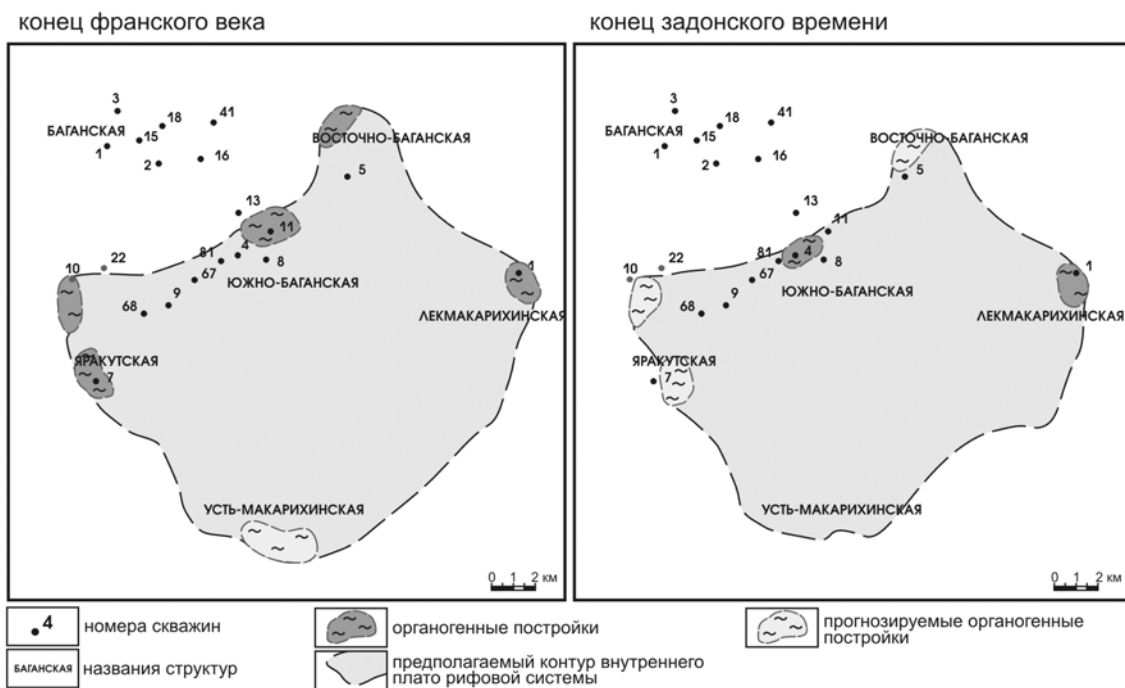 конец франского века
3
БАГАНСКАЯ
18
41
15
1
2
16
ВОСТОЧНО-БАГАНСКАЯ
5
13
11
4
81
8
22
10
67
ЮЖНО-БАГАНСКАЯ
9
68
1
ЛЕКМАКАРИХИНСКАЯ
ЯРАКУТСКАЯ
7
УСТЬ-МАКАРИХИНСКАЯ
0 1 2 км
конец задонского времени
3
БАГАНСКАЯ
18
41
15
1
2
16
ВОСТОЧНО-БАГАНСКАЯ
5
13
11
4
81
8
22
10
67
ЮЖНО-БАГАНСКАЯ
9
68
1
ЛЕКМАКАРИХИНСКАЯ
ЯРАКУТСКАЯ
7
УСТЬ-МАКАРИХИНСКАЯ
0 1 2 км
4
номера скважин
БАГАНСКАЯ
названия структур
органогенные постройки
предполагаемый контур внутреннего
плато рифовой системы
прогнозируемые органогенные
постройки